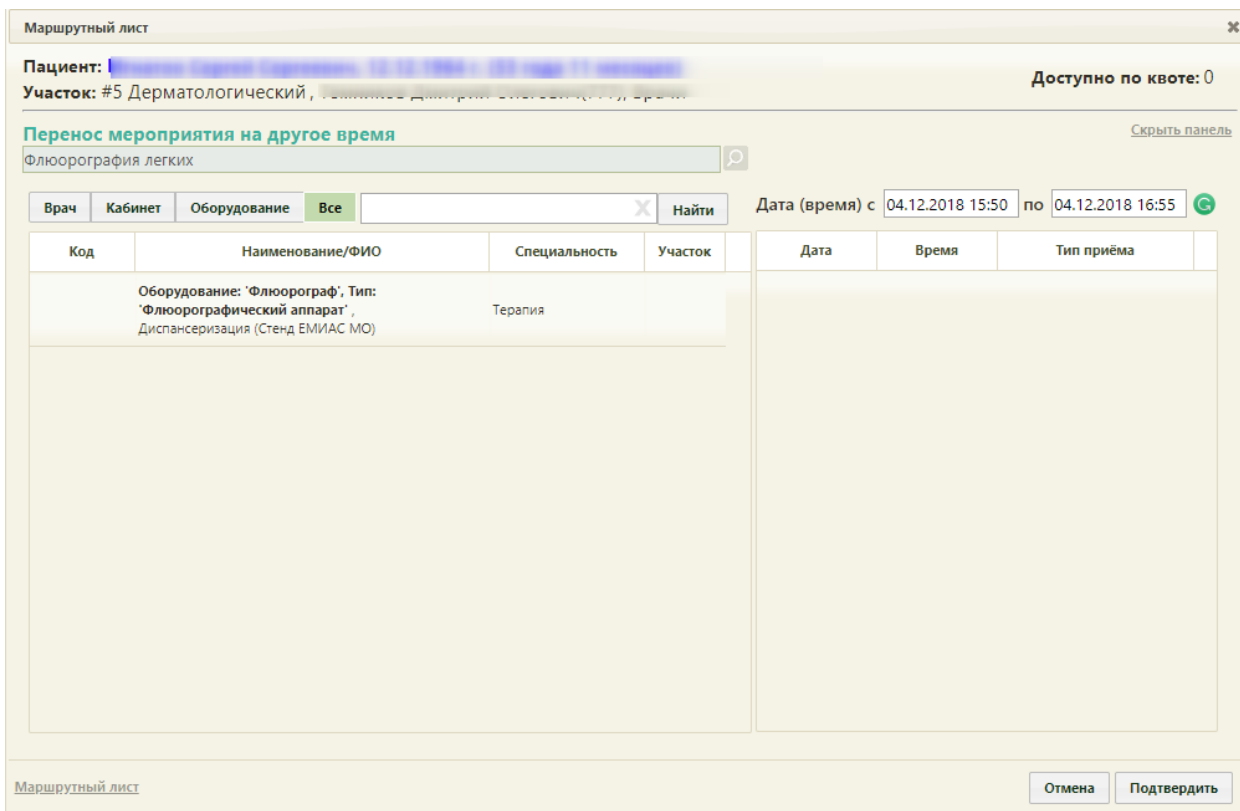 Маршрутный лист
Пациент:
Участок: #5 Дерматологический ,
Доступно по квоте: 0
Перенос мероприятия на другое время
Скрыть панель
Флюорография легких
Врач Кабинет Оборудование Все X Найти
Дата (время) с 04.12.2018 15:50 по 04.12.2018 16:55
Код Наименование/ФИО Специальность Участок
Дата Время Тип приёма
Оборудование: 'Флюорограф', Тип:
'Флюорографический аппарат' ,
Диспансеризация (Стенд ЕМИАС МО)
Терапия
Маршрутный лист
Отмена Подтвердить